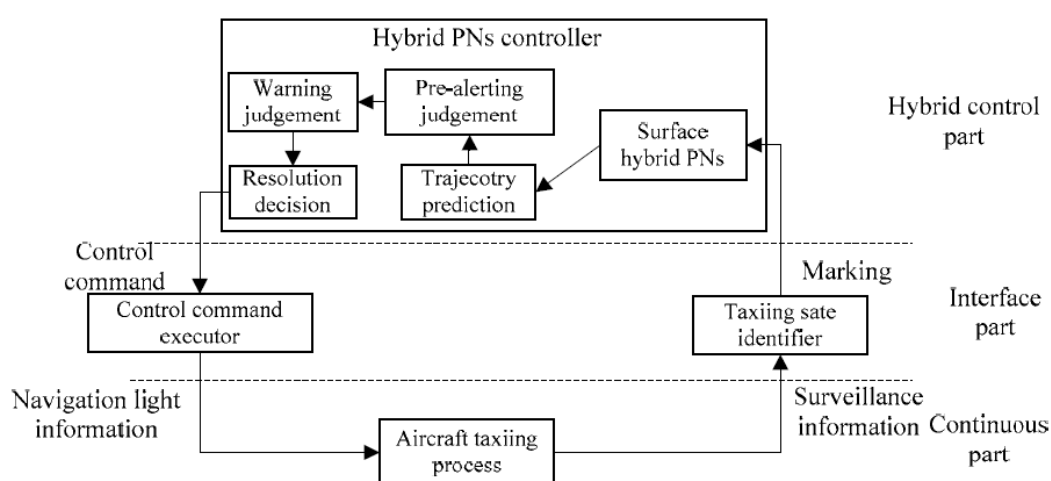 Hybrid PNs controller
Warning
judgement
Pre-alerting
judgement
Surface
hybrid PNs
Hybrid control
part
Resolution
decision
Trajecotry
prediction
Control
command
Marking
Control command
executor
Taxiing sate
identifier
Interface
part
Navigation light
information
Surveillance
information
Aircraft taxiing
process
Continuous
part